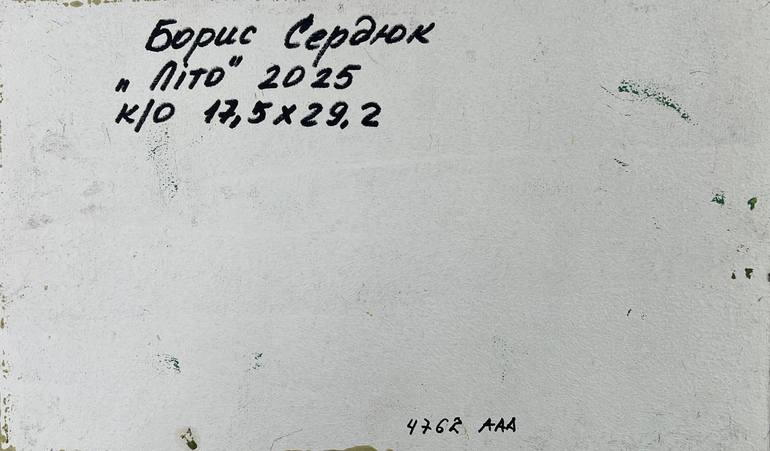 Борис Сердюк
„Літо" 2025
к/о 17,5х29,2
4762 ААА